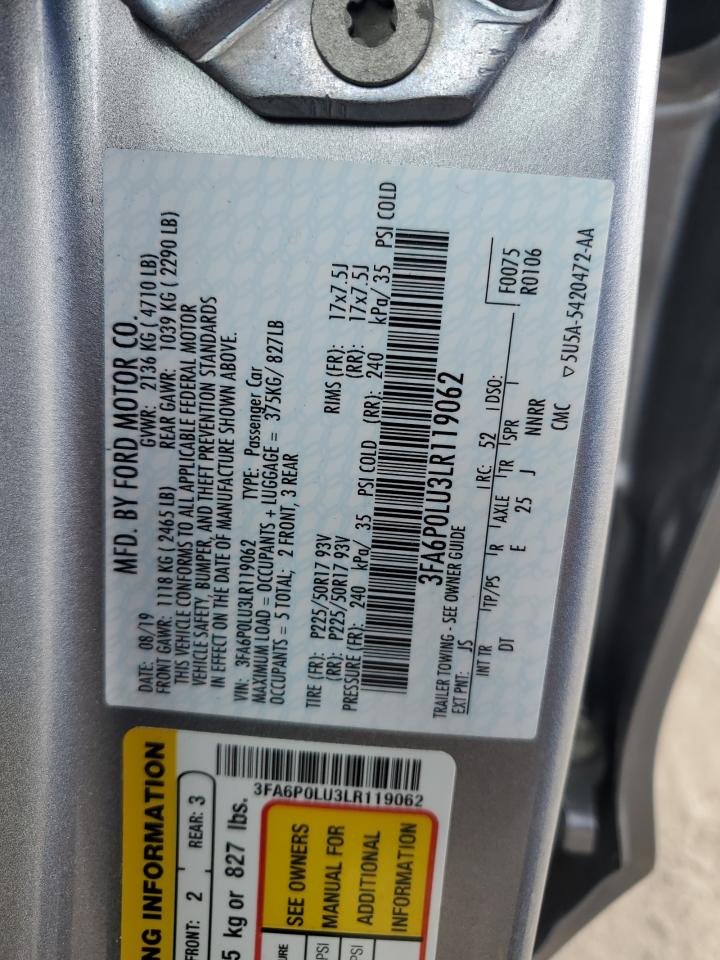 MFD. BY FORD MOTOR CO.
DATE: 08/19 GVWR: 2136 KG ( 4710 LB)
FRONT GAWR: 1118 KG ( 2465 LB) REAR GAWR: 1039 KG ( 2290 LB)
THIS VEHICLE CONFORMS TO ALL APPLICABLE FEDERAL MOTOR
VEHICLE SAFETY, BUMPER, AND THEFT PREVENTION STANDARDS
IN EFFECT ON THE DATE OF MANUFACTURE SHOWN ABOVE.
VIN: 3FA6P0LU3LR119062 TYPE: Passenger Car
MAXIMUM LOAD = OCCUPANTS + LUGGAGE = 375KG/ 827LB
OCCUPANTS = 5 TOTAL; 2 FRONT, 3 REAR
TIRE (FR): P225/50R17 93V RIMS (FR): 17x7.5J
(RR): P225/50R17 93V (RR): 17x7.5J
PRESSURE (FR): 240 kPa/ 35 PSI COLD (RR): 240 kPa/ 35 PSI COLD
3FA6P0LU3LR119062
TRAILER TOWING - SEE OWNER GUIDE
EXT PNT: JS RC: 52 DSO:
INT TR TP/PS R AXLE TR SPR
DT E 25 J NNRR
F0075
R0106
CMC ▽5U5A-5420472-AA
NG INFORMATION
FRONT: 2 REAR: 3
5 kg or 827 lbs.
3FA6P0LU3LR119062
SEE OWNERS
MANUAL FOR
ADDITIONAL
INFORMATION
URE
PSI
PSI